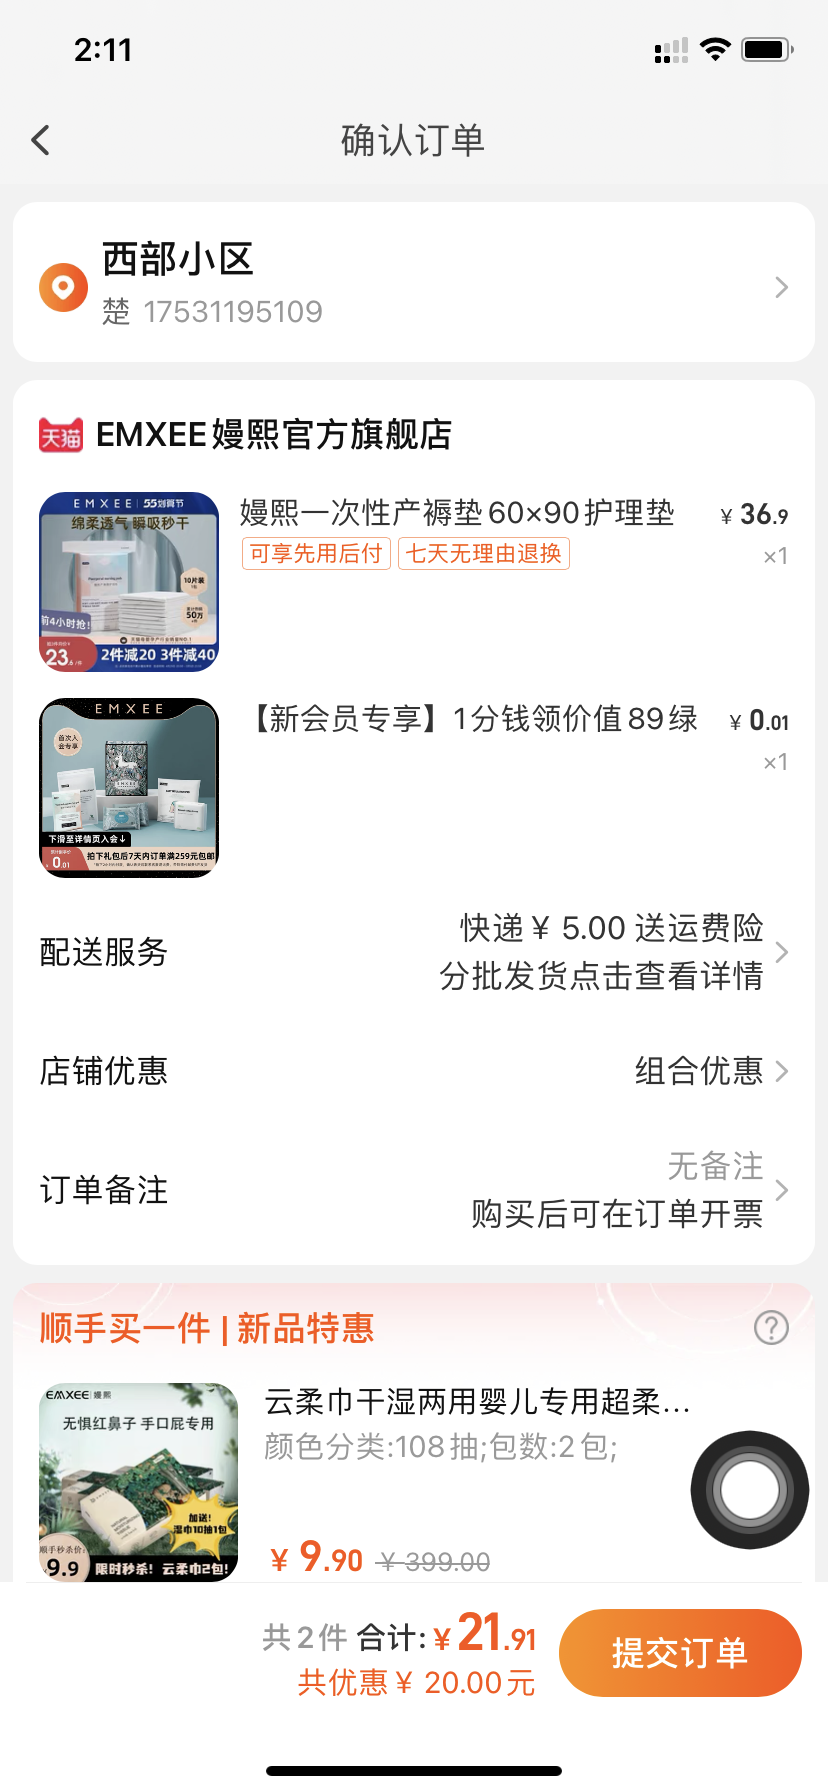 2:11
确认订单
西部小区
楚 17531195109
天猫 EMXEE嫚熙官方旗舰店
EMXEE 55划算节
绵柔透气 瞬吸秒干
10片装
50万
前4小时抢!
23.6/件
2件减20 3件减40
嫚熙一次性产褥垫60×90护理垫 ¥36.9
可享先用后付 七天无理由退换 ×1
EMXEE
首次入
会专享
EMXEE
下滑至详情页入会↓
0.01
拍下礼包后7天内订单满259元包邮
【新会员专享】1分钱领价值89绿 ¥0.01
×1
配送服务 快递¥ 5.00 送运费险
分批发货点击查看详情
店铺优惠 组合优惠
订单备注 无备注
购买后可在订单开票
顺手买一件 | 新品特惠
EMXEE 嫚熙
无惧红鼻子 手口屁专用
加送!
湿巾10抽1包
顺手秒杀价:
9.9
限时秒杀! 云柔巾2包!
云柔巾干湿两用婴儿专用超柔...
颜色分类:108抽;包数:2包;
¥9.90 ¥399.00
共2件 合计:¥21.91
共优惠¥ 20.00元
提交订单